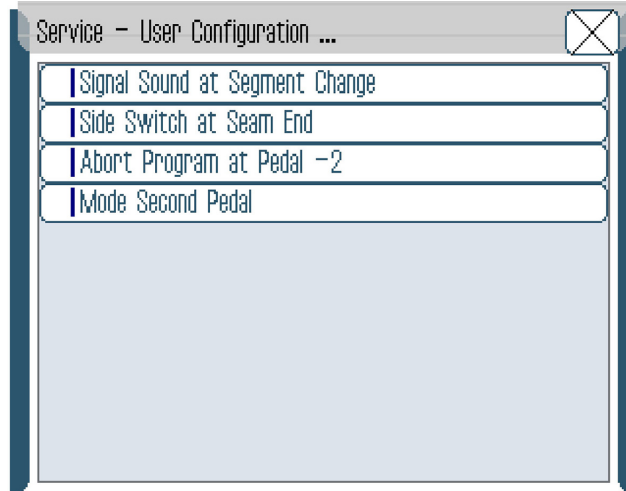 Service - User Configuration ...
Signal Sound at Segment Change
Side Switch at Seam End
Abort Program at Pedal -2
Mode Second Pedal